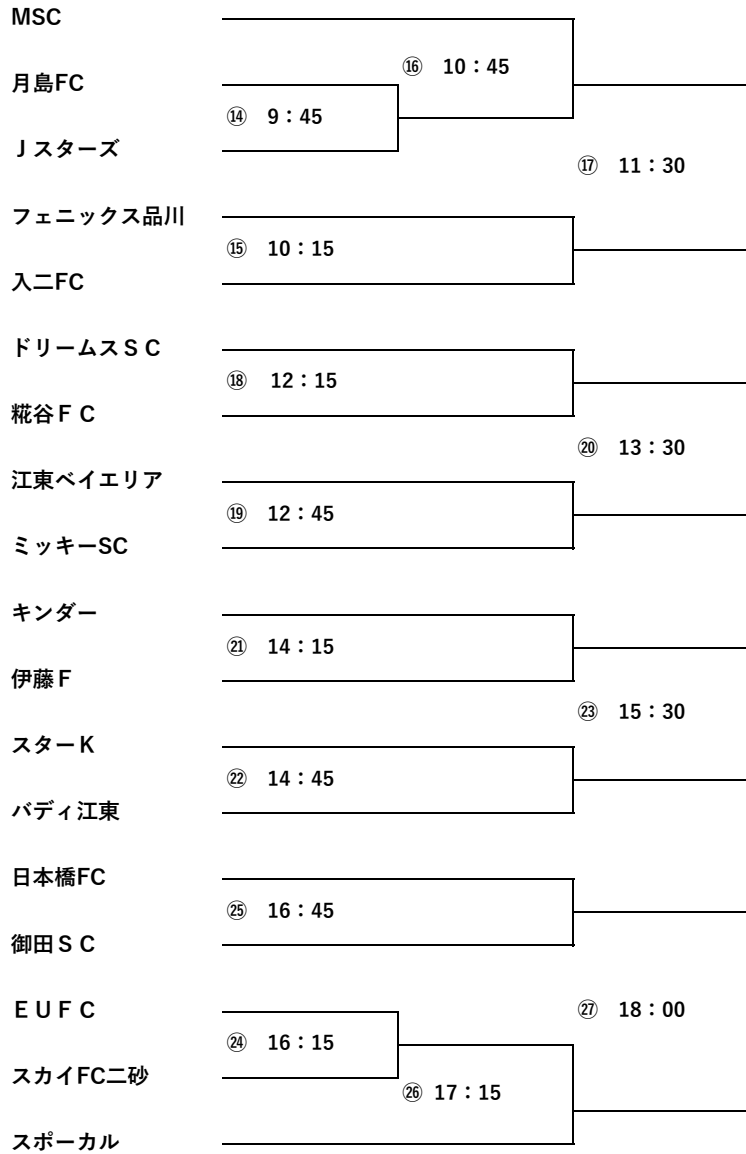 MSC
⑯ 10：45
月島FC
⑭ 9：45
Ｊスターズ
⑰ 11：30
フェニックス品川
⑮ 10：15
入二FC
ドリームスＳＣ
⑱ 12：15
糀谷ＦＣ
⑳ 13：30
江東ベイエリア
⑲ 12：45
ミッキーSC
キンダー
㉑ 14：15
伊藤Ｆ
㉓ 15：30
スターＫ
㉒ 14：45
バディ江東
日本橋FC
㉕ 16：45
御田ＳＣ
ＥＵＦＣ
㉗ 18：00
㉔ 16：15
スカイFC二砂
㉖ 17：15
スポーカル